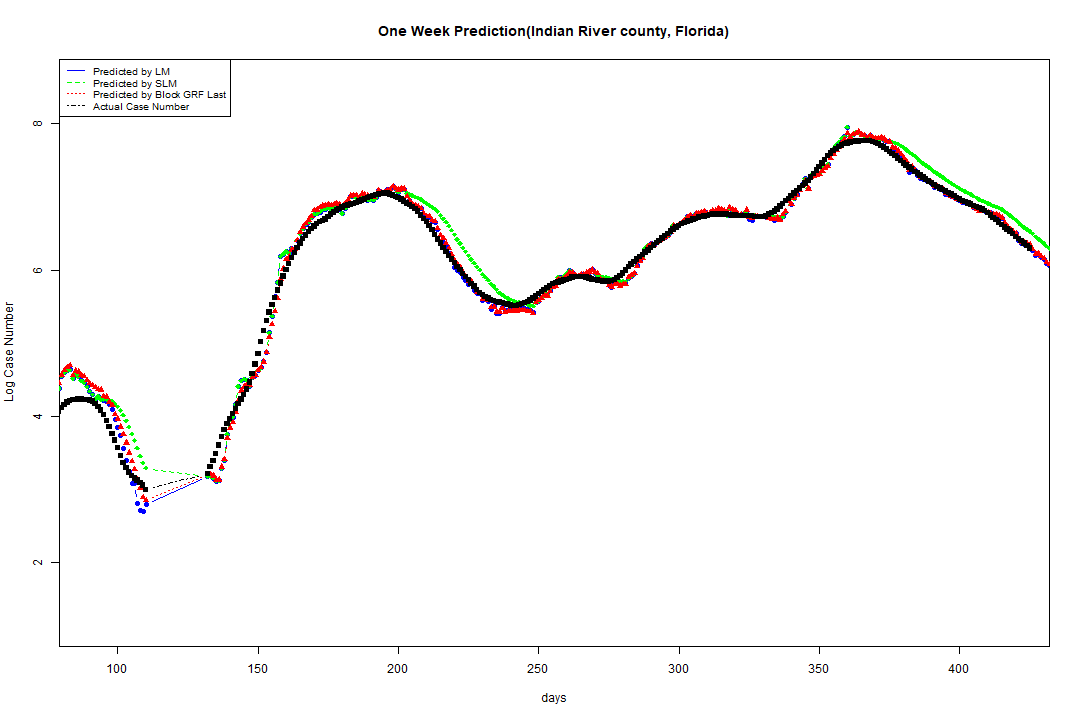 One Week Prediction(Indian River county, Florida)
Predicted by LM
Predicted by SLM
Predicted by Block GRF Last
Actual Case Number
8
6
4
2
Log Case Number
100 150 200 250 300 350 400
days